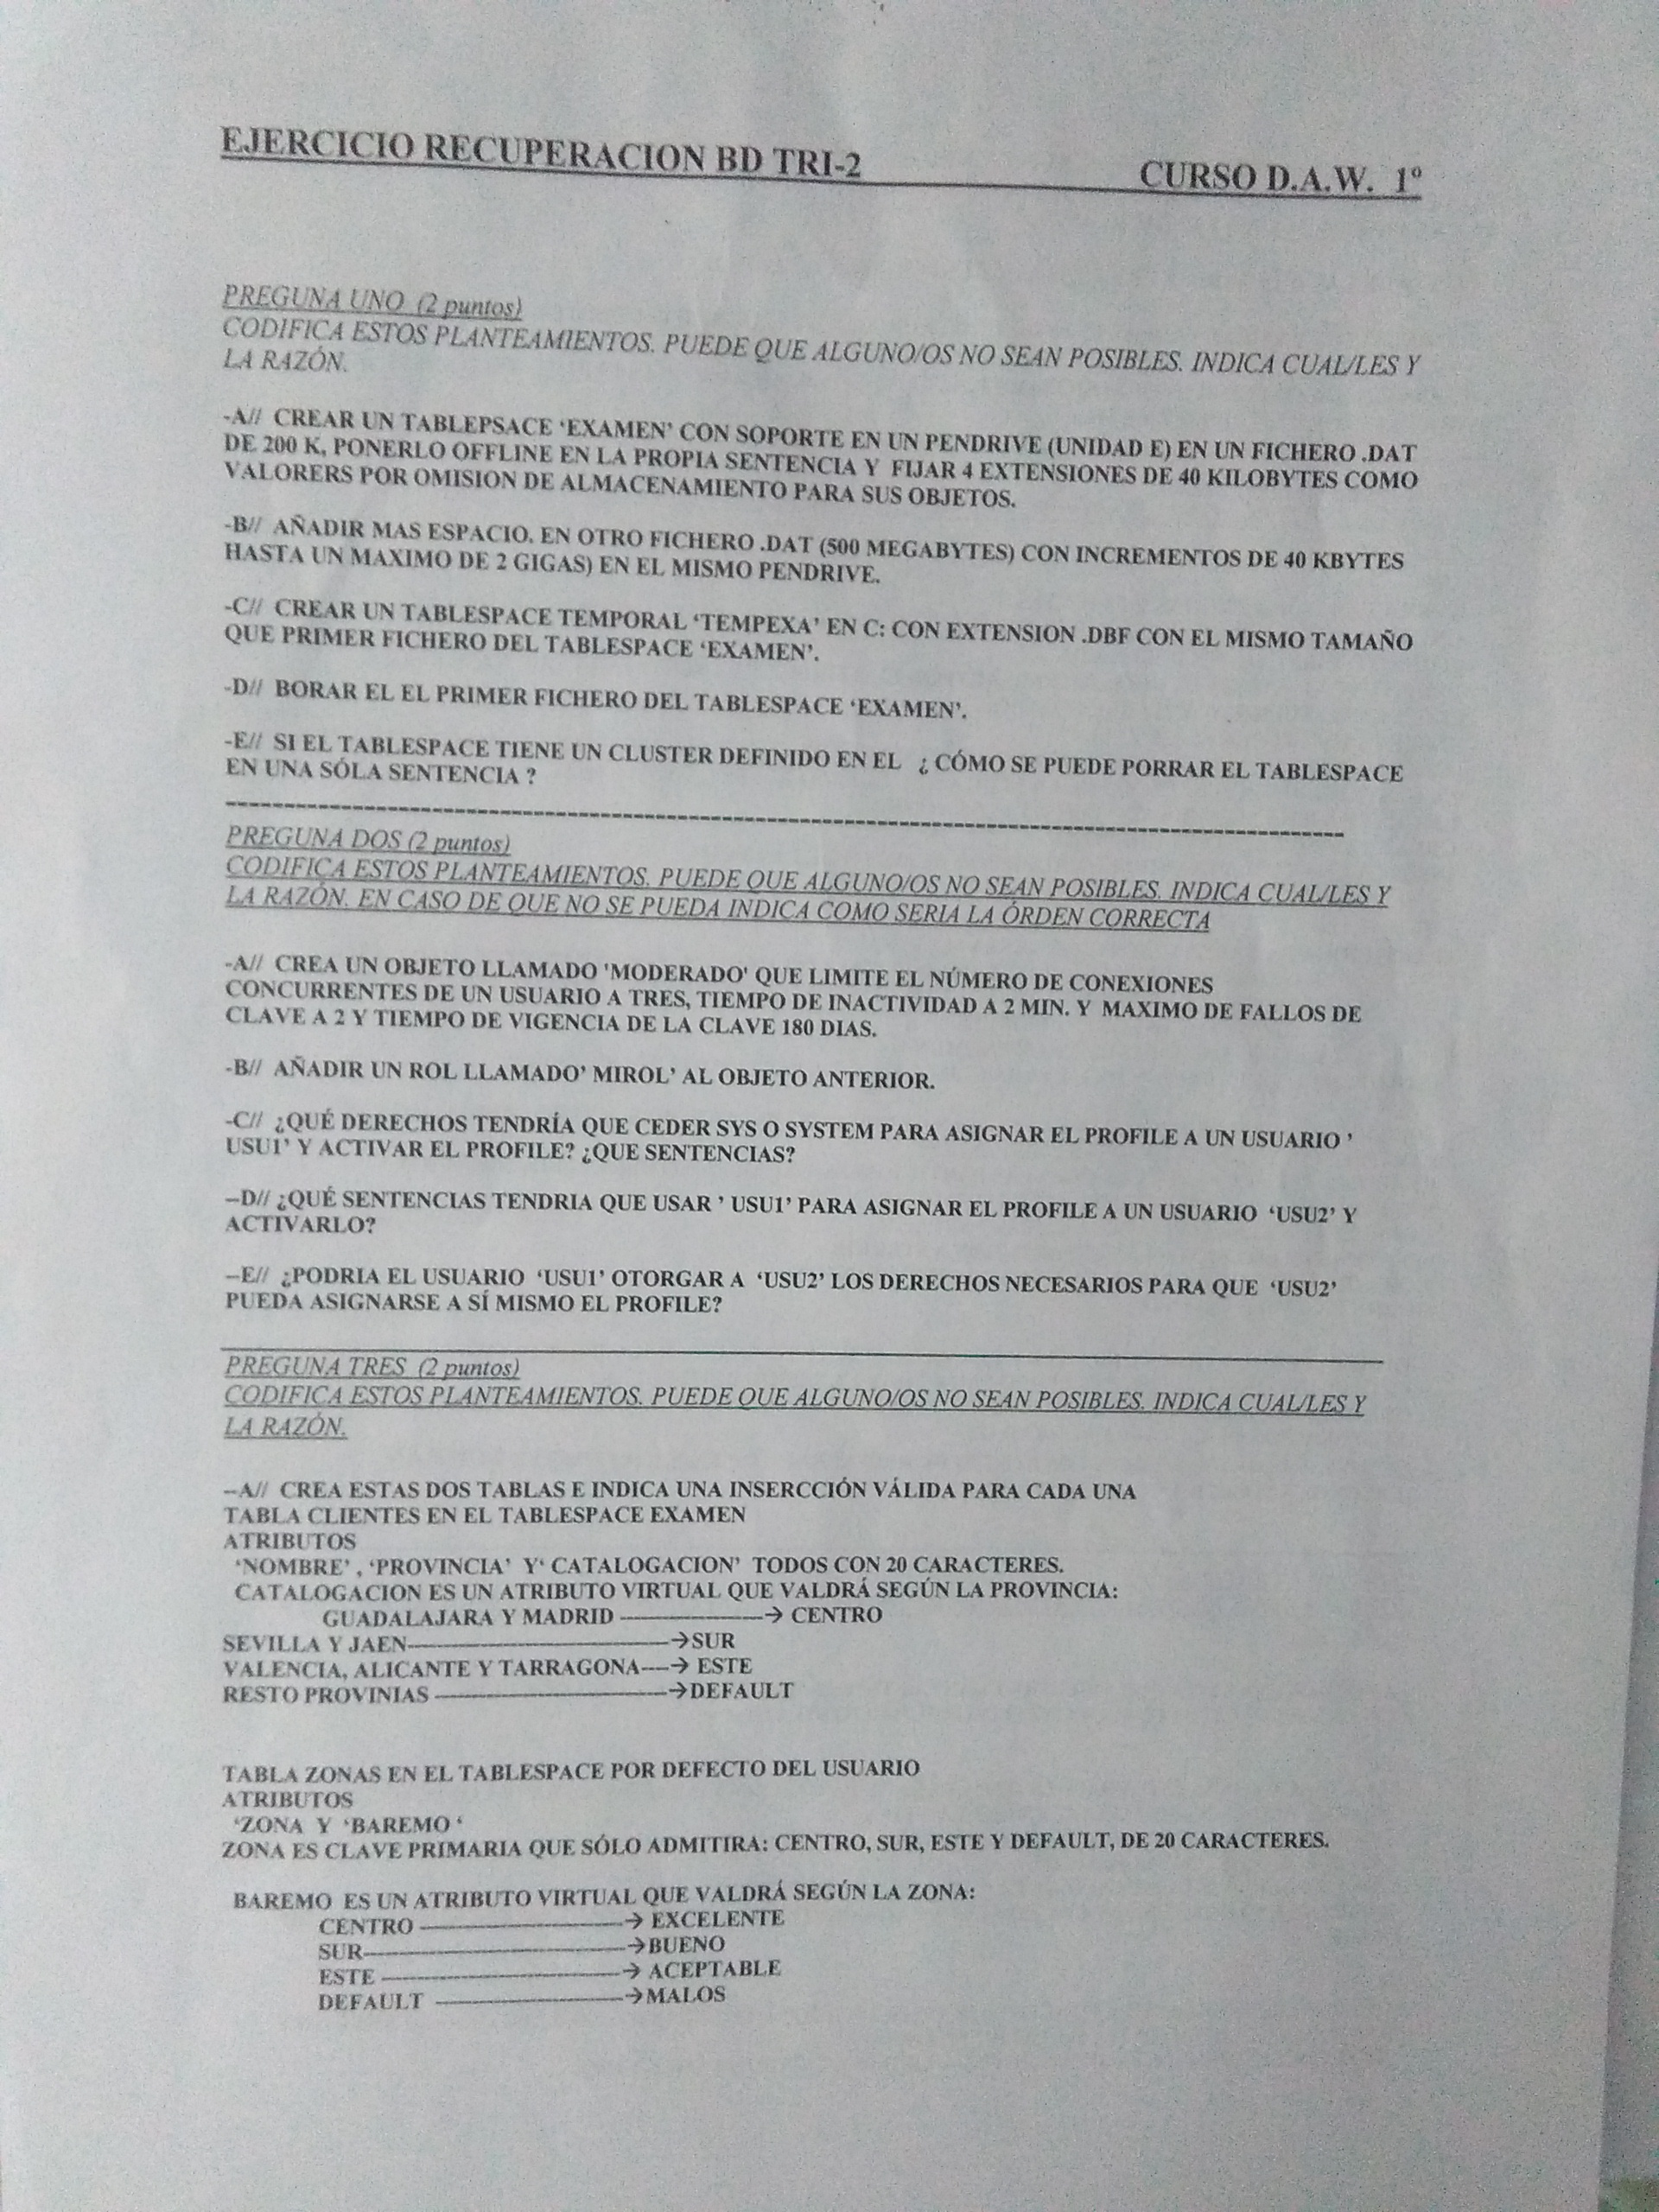 EJERCICIO RECUPERACION BD TRI-2 CURSO D.A.W. 1º
PREGUNA UNO (2 puntos)
CODIFICA ESTOS PLANTEAMIENTOS. PUEDE QUE ALGUNO/OS NO SEAN POSIBLES. INDICA CUAL/LES Y
LA RAZÓN.
-A// CREAR UN TABLEPSACE ‘EXAMEN’ CON SOPORTE EN UN PENDRIVE (UNIDAD E) EN UN FICHERO .DAT
DE 200 K, PONERLO OFFLINE EN LA PROPIA SENTENCIA Y FIJAR 4 EXTENSIONES DE 40 KILOBYTES COMO
VALORERS POR OMISION DE ALMACENAMIENTO PARA SUS OBJETOS.
-B// AÑADIR MAS ESPACIO. EN OTRO FICHERO .DAT (500 MEGABYTES) CON INCREMENTOS DE 40 KBYTES
HASTA UN MAXIMO DE 2 GIGAS) EN EL MISMO PENDRIVE.
-C// CREAR UN TABLESPACE TEMPORAL ‘TEMPEXA’ EN C: CON EXTENSION .DBF CON EL MISMO TAMAÑO
QUE PRIMER FICHERO DEL TABLESPACE ‘EXAMEN’.
-D// BORAR EL EL PRIMER FICHERO DEL TABLESPACE ‘EXAMEN’.
-E// SI EL TABLESPACE TIENE UN CLUSTER DEFINIDO EN EL ¿ CÓMO SE PUEDE PORRAR EL TABLESPACE
EN UNA SÓLA SENTENCIA ?
--------------------------------------------------------------------------------------------
PREGUNA DOS (2 puntos)
CODIFICA ESTOS PLANTEAMIENTOS. PUEDE QUE ALGUNO/OS NO SEAN POSIBLES. INDICA CUAL/LES Y
LA RAZÓN. EN CASO DE QUE NO SE PUEDA INDICA COMO SERIA LA ÓRDEN CORRECTA
-A// CREA UN OBJETO LLAMADO 'MODERADO' QUE LIMITE EL NÚMERO DE CONEXIONES
CONCURRENTES DE UN USUARIO A TRES, TIEMPO DE INACTIVIDAD A 2 MIN. Y MAXIMO DE FALLOS DE
CLAVE A 2 Y TIEMPO DE VIGENCIA DE LA CLAVE 180 DIAS.
-B// AÑADIR UN ROL LLAMADO’ MIROL’ AL OBJETO ANTERIOR.
-C// ¿QUÉ DERECHOS TENDRÍA QUE CEDER SYS O SYSTEM PARA ASIGNAR EL PROFILE A UN USUARIO ’
USU1’ Y ACTIVAR EL PROFILE? ¿QUE SENTENCIAS?
–D// ¿QUÉ SENTENCIAS TENDRIA QUE USAR ’ USU1’ PARA ASIGNAR EL PROFILE A UN USUARIO ‘USU2’ Y
ACTIVARLO?
–E// ¿PODRIA EL USUARIO ‘USU1’ OTORGAR A ‘USU2’ LOS DERECHOS NECESARIOS PARA QUE ‘USU2’
PUEDA ASIGNARSE A SÍ MISMO EL PROFILE?
PREGUNA TRES (2 puntos)
CODIFICA ESTOS PLANTEAMIENTOS. PUEDE QUE ALGUNO/OS NO SEAN POSIBLES. INDICA CUAL/LES Y
LA RAZÓN.
–A// CREA ESTAS DOS TABLAS E INDICA UNA INSERCCIÓN VÁLIDA PARA CADA UNA
TABLA CLIENTES EN EL TABLESPACE EXAMEN
ATRIBUTOS
‘NOMBRE’ , ‘PROVINCIA’ Y‘ CATALOGACION’ TODOS CON 20 CARACTERES.
CATALOGACION ES UN ATRIBUTO VIRTUAL QUE VALDRÁ SEGÚN LA PROVINCIA:
GUADALAJARA Y MADRID ----------------→ CENTRO
SEVILLA Y JAEN-----------------------------→SUR
VALENCIA, ALICANTE Y TARRAGONA---→ ESTE
RESTO PROVINIAS --------------------------→DEFAULT
TABLA ZONAS EN EL TABLESPACE POR DEFECTO DEL USUARIO
ATRIBUTOS
‘ZONA Y ‘BAREMO ‘
ZONA ES CLAVE PRIMARIA QUE SÓLO ADMITIRA: CENTRO, SUR, ESTE Y DEFAULT, DE 20 CARACTERES.
BAREMO ES UN ATRIBUTO VIRTUAL QUE VALDRÁ SEGÚN LA ZONA:
CENTRO -----------------------→ EXCELENTE
SUR-----------------------------→BUENO
ESTE ---------------------------→ ACEPTABLE
DEFAULT ---------------------→MALOS